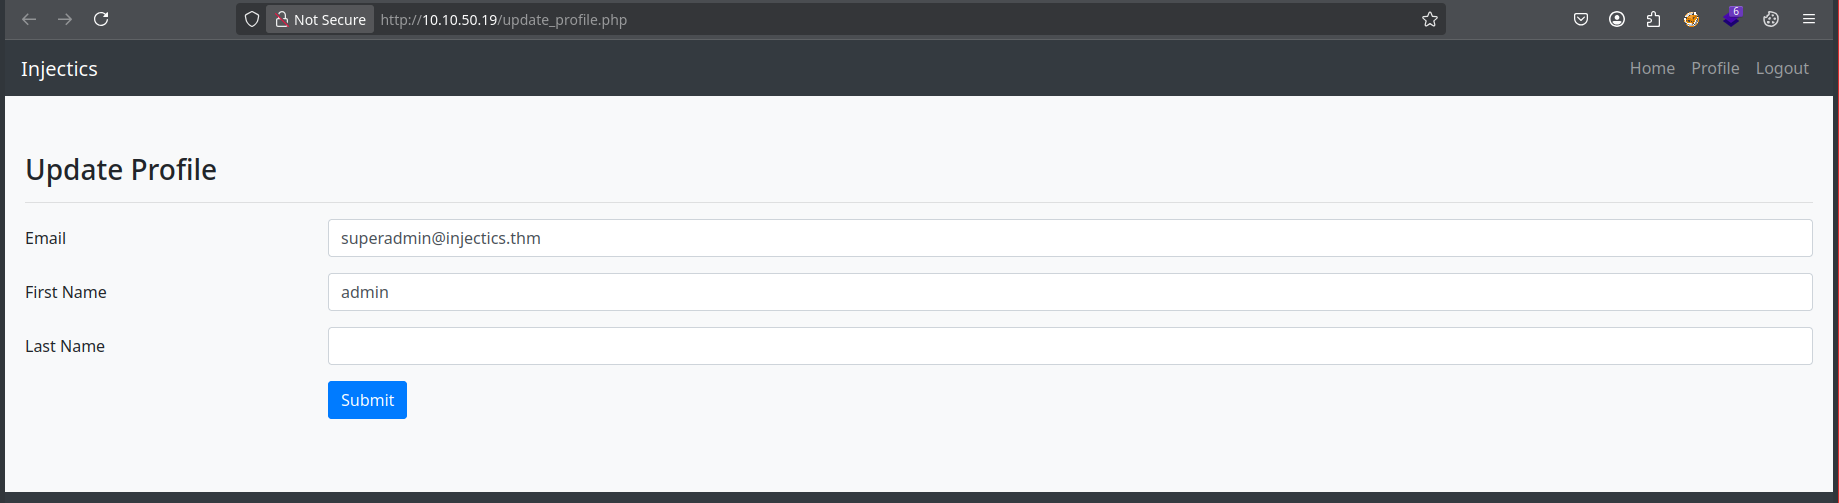 Not Secure http://10.10.50.19/update_profile.php 6
Injectics Home Profile Logout
Update Profile
Email superadmin@injectics.thm
First Name admin
Last Name
Submit